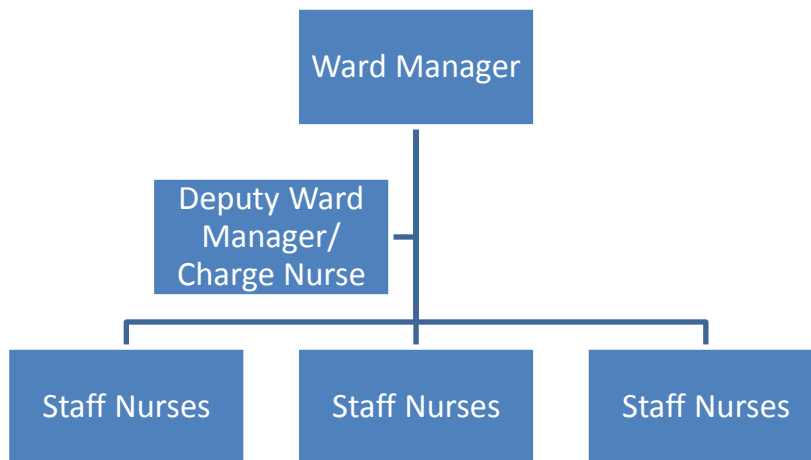 Ward Manager
Deputy Ward
Manager/
Charge Nurse
Staff Nurses
Staff Nurses
Staff Nurses